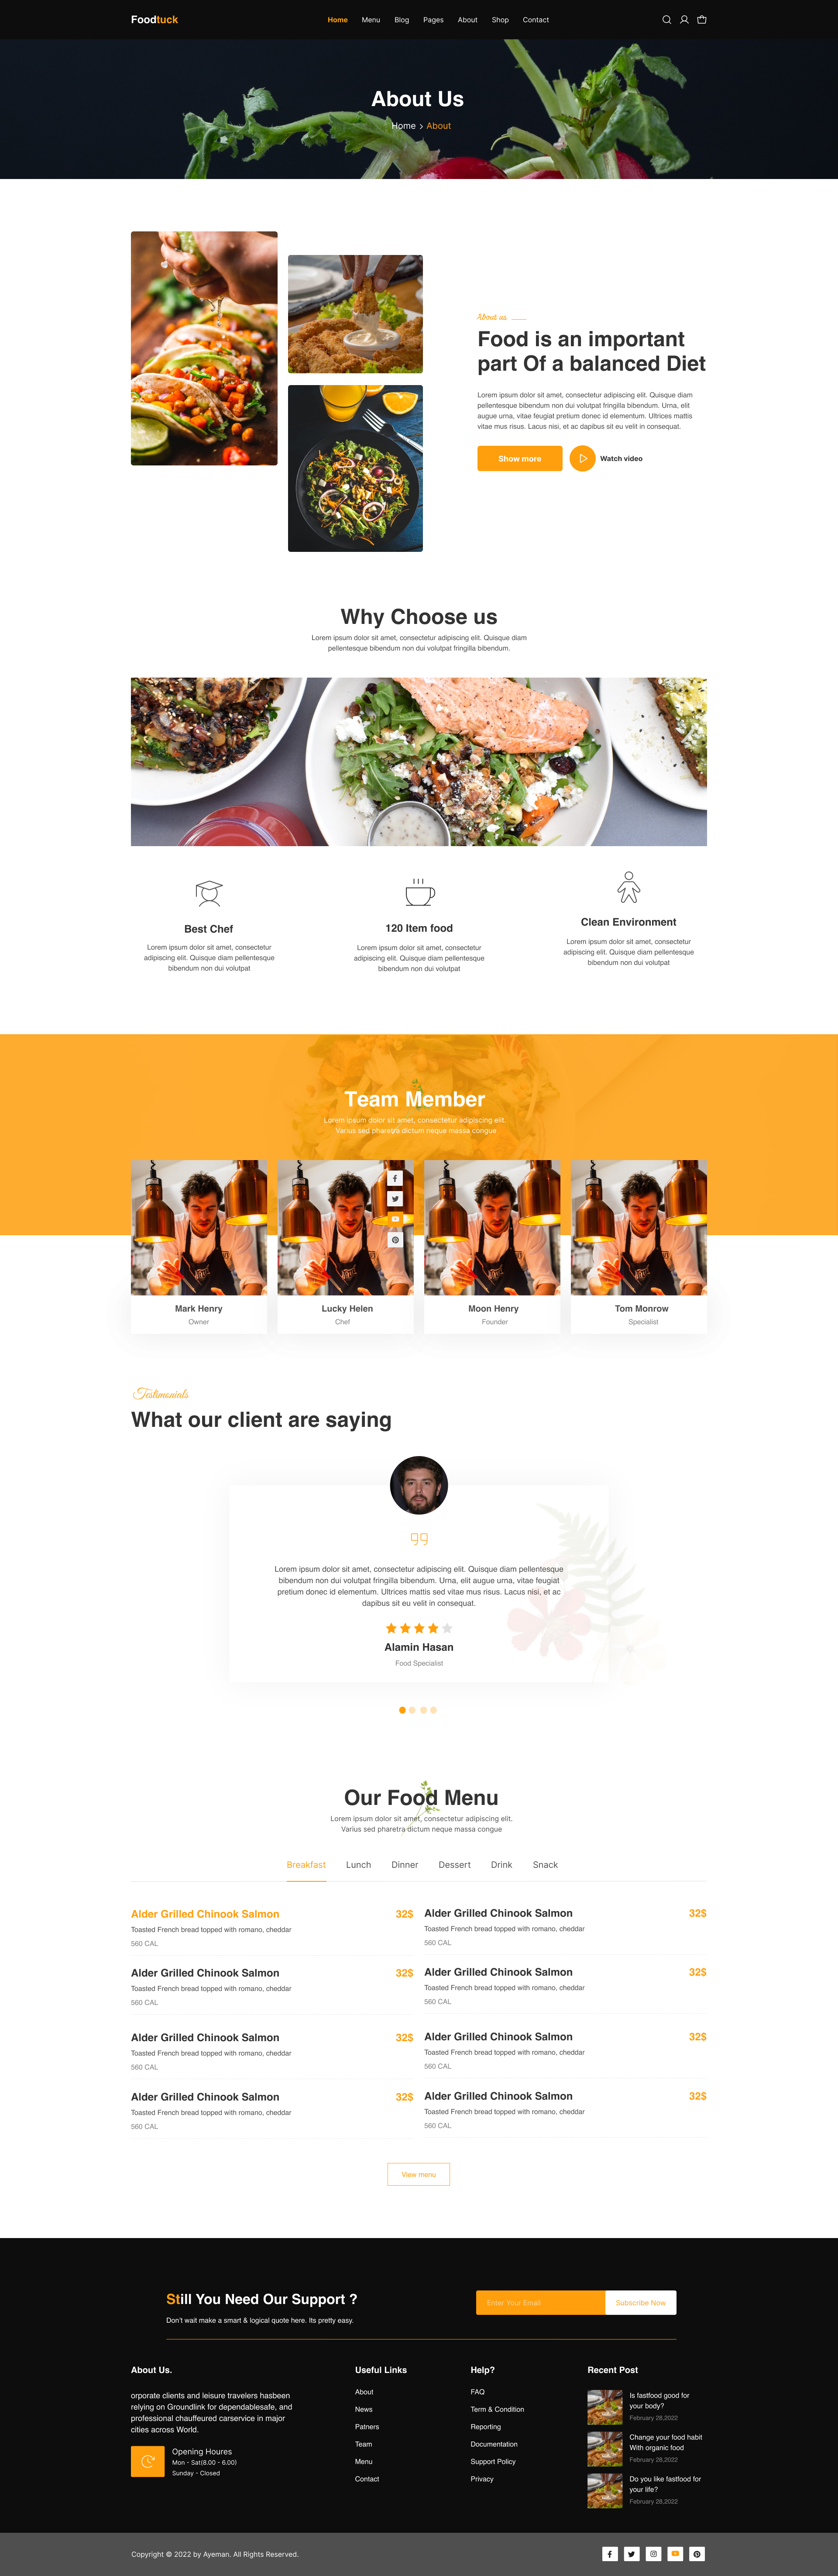 Foodtuck
Home Menu Blog Pages About Shop Contact
About Us
Home > About
About us
Food is an important
part Of a balanced Diet
Lorem ipsum dolor sit amet, consectetur adipiscing elit. Quisque diam
pellentesque bibendum non dui volutpat fringilla bibendum. Urna, elit
augue urna, vitae feugiat pretium donec id elementum. Ultrices mattis
vitae mus risus. Lacus nisi, et ac dapibus sit eu velit in consequat.
Show more
Watch video
Why Choose us
Lorem ipsum dolor sit amet, consectetur adipiscing elit. Quisque diam
pellentesque bibendum non dui volutpat fringilla bibendum.
Best Chef
Lorem ipsum dolor sit amet, consectetur
adipiscing elit. Quisque diam pellentesque
bibendum non dui volutpat
120 Item food
Lorem ipsum dolor sit amet, consectetur
adipiscing elit. Quisque diam pellentesque
bibendum non dui volutpat
Clean Environment
Lorem ipsum dolor sit amet, consectetur
adipiscing elit. Quisque diam pellentesque
bibendum non dui volutpat
Team Member
Lorem ipsum dolor sit amet, consectetur adipiscing elit.
Varius sed pharetra dictum neque massa congue
Mark Henry
Owner
Lucky Helen
Chef
Moon Henry
Founder
Tom Monrow
Specialist
Testimonials
What our client are saying
Lorem ipsum dolor sit amet, consectetur adipiscing elit. Quisque diam pellentesque
bibendum non dui volutpat fringilla bibendum. Urna, elit augue urna, vitae feugiat
pretium donec id elementum. Ultrices mattis sed vitae mus risus. Lacus nisi, et ac
dapibus sit eu velit in consequat.
Alamin Hasan
Food Specialist
Our Food Menu
Lorem ipsum dolor sit amet, consectetur adipiscing elit.
Varius sed pharetra dictum neque massa congue
Breakfast Lunch Dinner Dessert Drink Snack
Alder Grilled Chinook Salmon 32$
Toasted French bread topped with romano, cheddar
560 CAL
Alder Grilled Chinook Salmon 32$
Toasted French bread topped with romano, cheddar
560 CAL
Alder Grilled Chinook Salmon 32$
Toasted French bread topped with romano, cheddar
560 CAL
Alder Grilled Chinook Salmon 32$
Toasted French bread topped with romano, cheddar
560 CAL
Alder Grilled Chinook Salmon 32$
Toasted French bread topped with romano, cheddar
560 CAL
Alder Grilled Chinook Salmon 32$
Toasted French bread topped with romano, cheddar
560 CAL
Alder Grilled Chinook Salmon 32$
Toasted French bread topped with romano, cheddar
560 CAL
Alder Grilled Chinook Salmon 32$
Toasted French bread topped with romano, cheddar
560 CAL
View menu
Still You Need Our Support ?
Don't wait make a smart & logical quote here. Its pretty easy.
Enter Your Email
Subscribe Now
About Us.
orporate clients and leisure travelers hasbeen
relying on Groundlink for dependablesafe, and
professional chauffeured carservice in major
cities across World.
Opening Houres
Mon - Sat(8.00 - 6.00)
Sunday - Closed
Useful Links
About
News
Patners
Team
Menu
Contact
Help?
FAQ
Term & Condition
Reporting
Documentation
Support Policy
Privacy
Recent Post
Is fastfood good for
your body?
February 28,2022
Change your food habit
With organic food
February 28,2022
Do you like fastfood for
your life?
February 28,2022
Copyright © 2022 by Ayeman. All Rights Reserved.